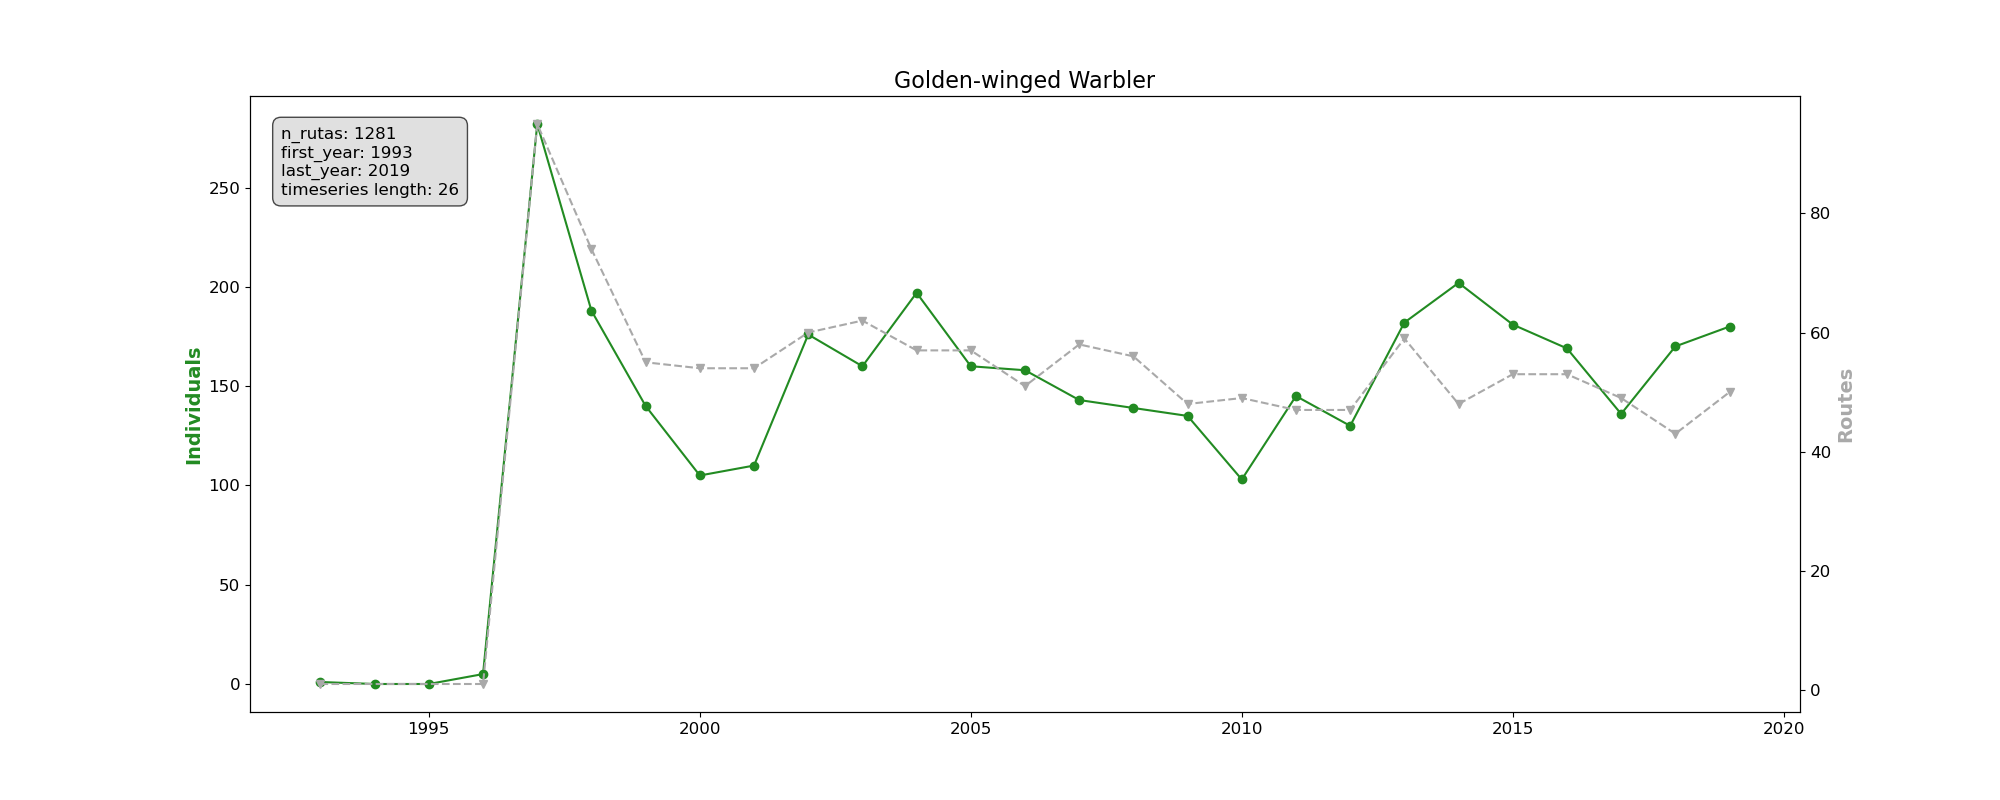 Golden-winged Warbler
n_rutas: 1281
first_year: 1993
last_year: 2019
timeseries length: 26
250
200
150
100
50
0
Individuals
80
60
40
20
0
Routes
1995 2000 2005 2010 2015 2020